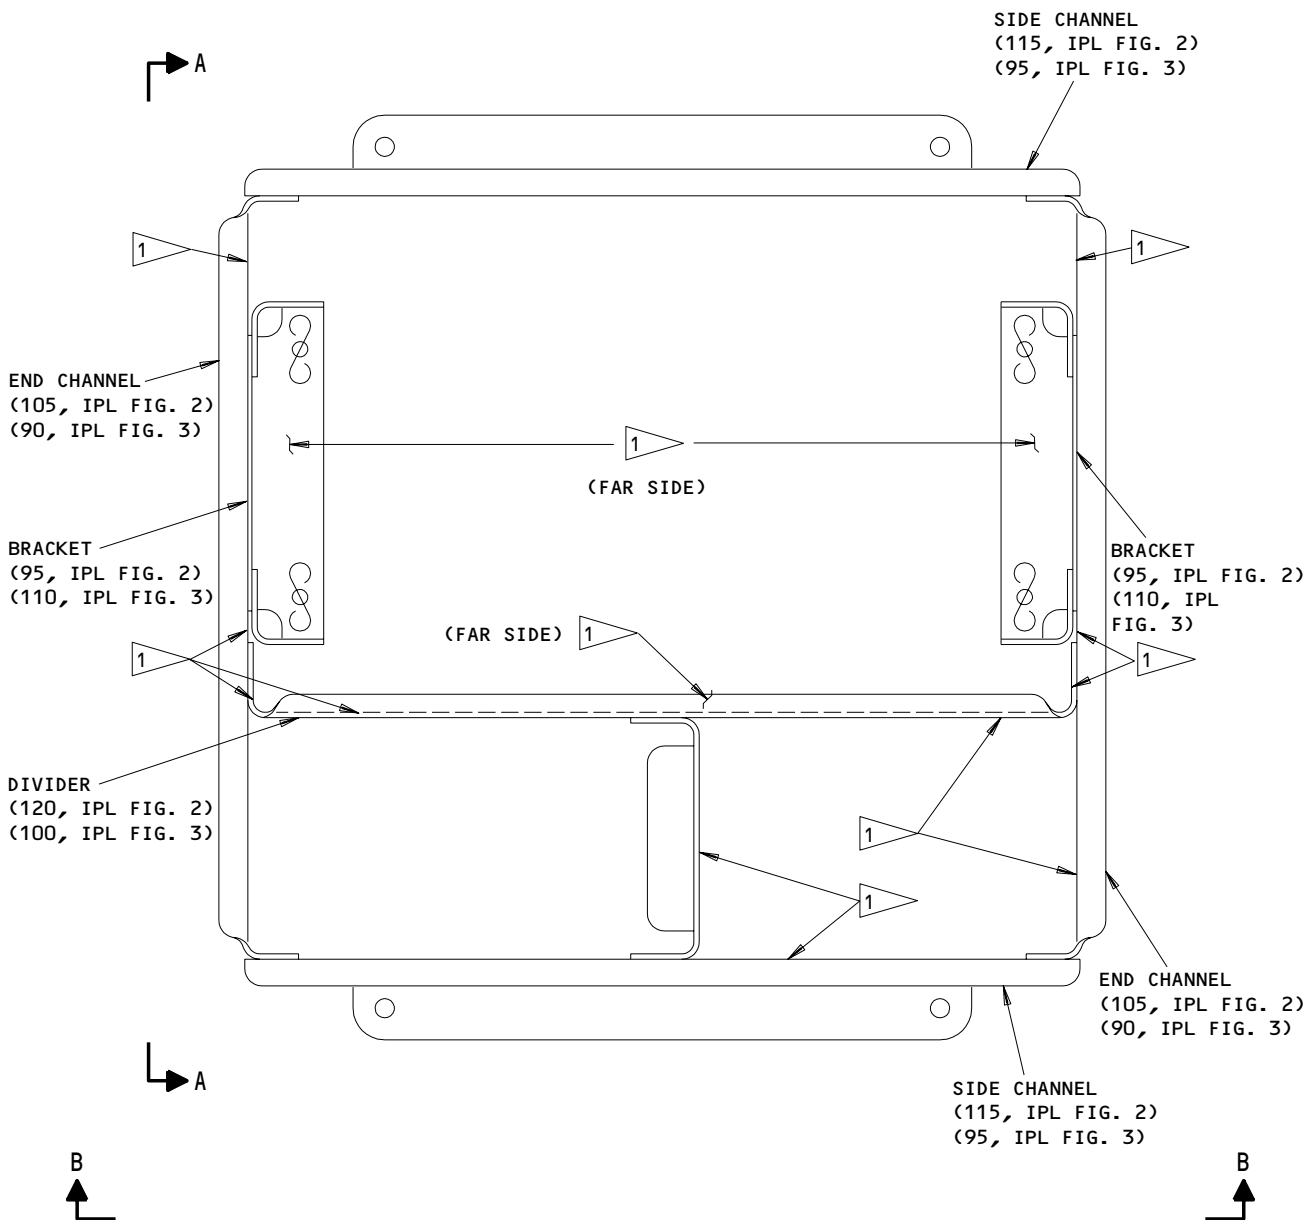 SIDE CHANNEL
(115, IPL FIG. 2)
(95, IPL FIG. 3)
A
1
1
END CHANNEL
(105, IPL FIG. 2)
(90, IPL FIG. 3)
1
(FAR SIDE)
BRACKET
(95, IPL FIG. 2)
(110, IPL FIG. 3)
BRACKET
(95, IPL FIG. 2)
(110, IPL
FIG. 3)
(FAR SIDE) 1
1
1
DIVIDER
(120, IPL FIG. 2)
(100, IPL FIG. 3)
1
1
END CHANNEL
(105, IPL FIG. 2)
(90, IPL FIG. 3)
A
SIDE CHANNEL
(115, IPL FIG. 2)
(95, IPL FIG. 3)
B
B